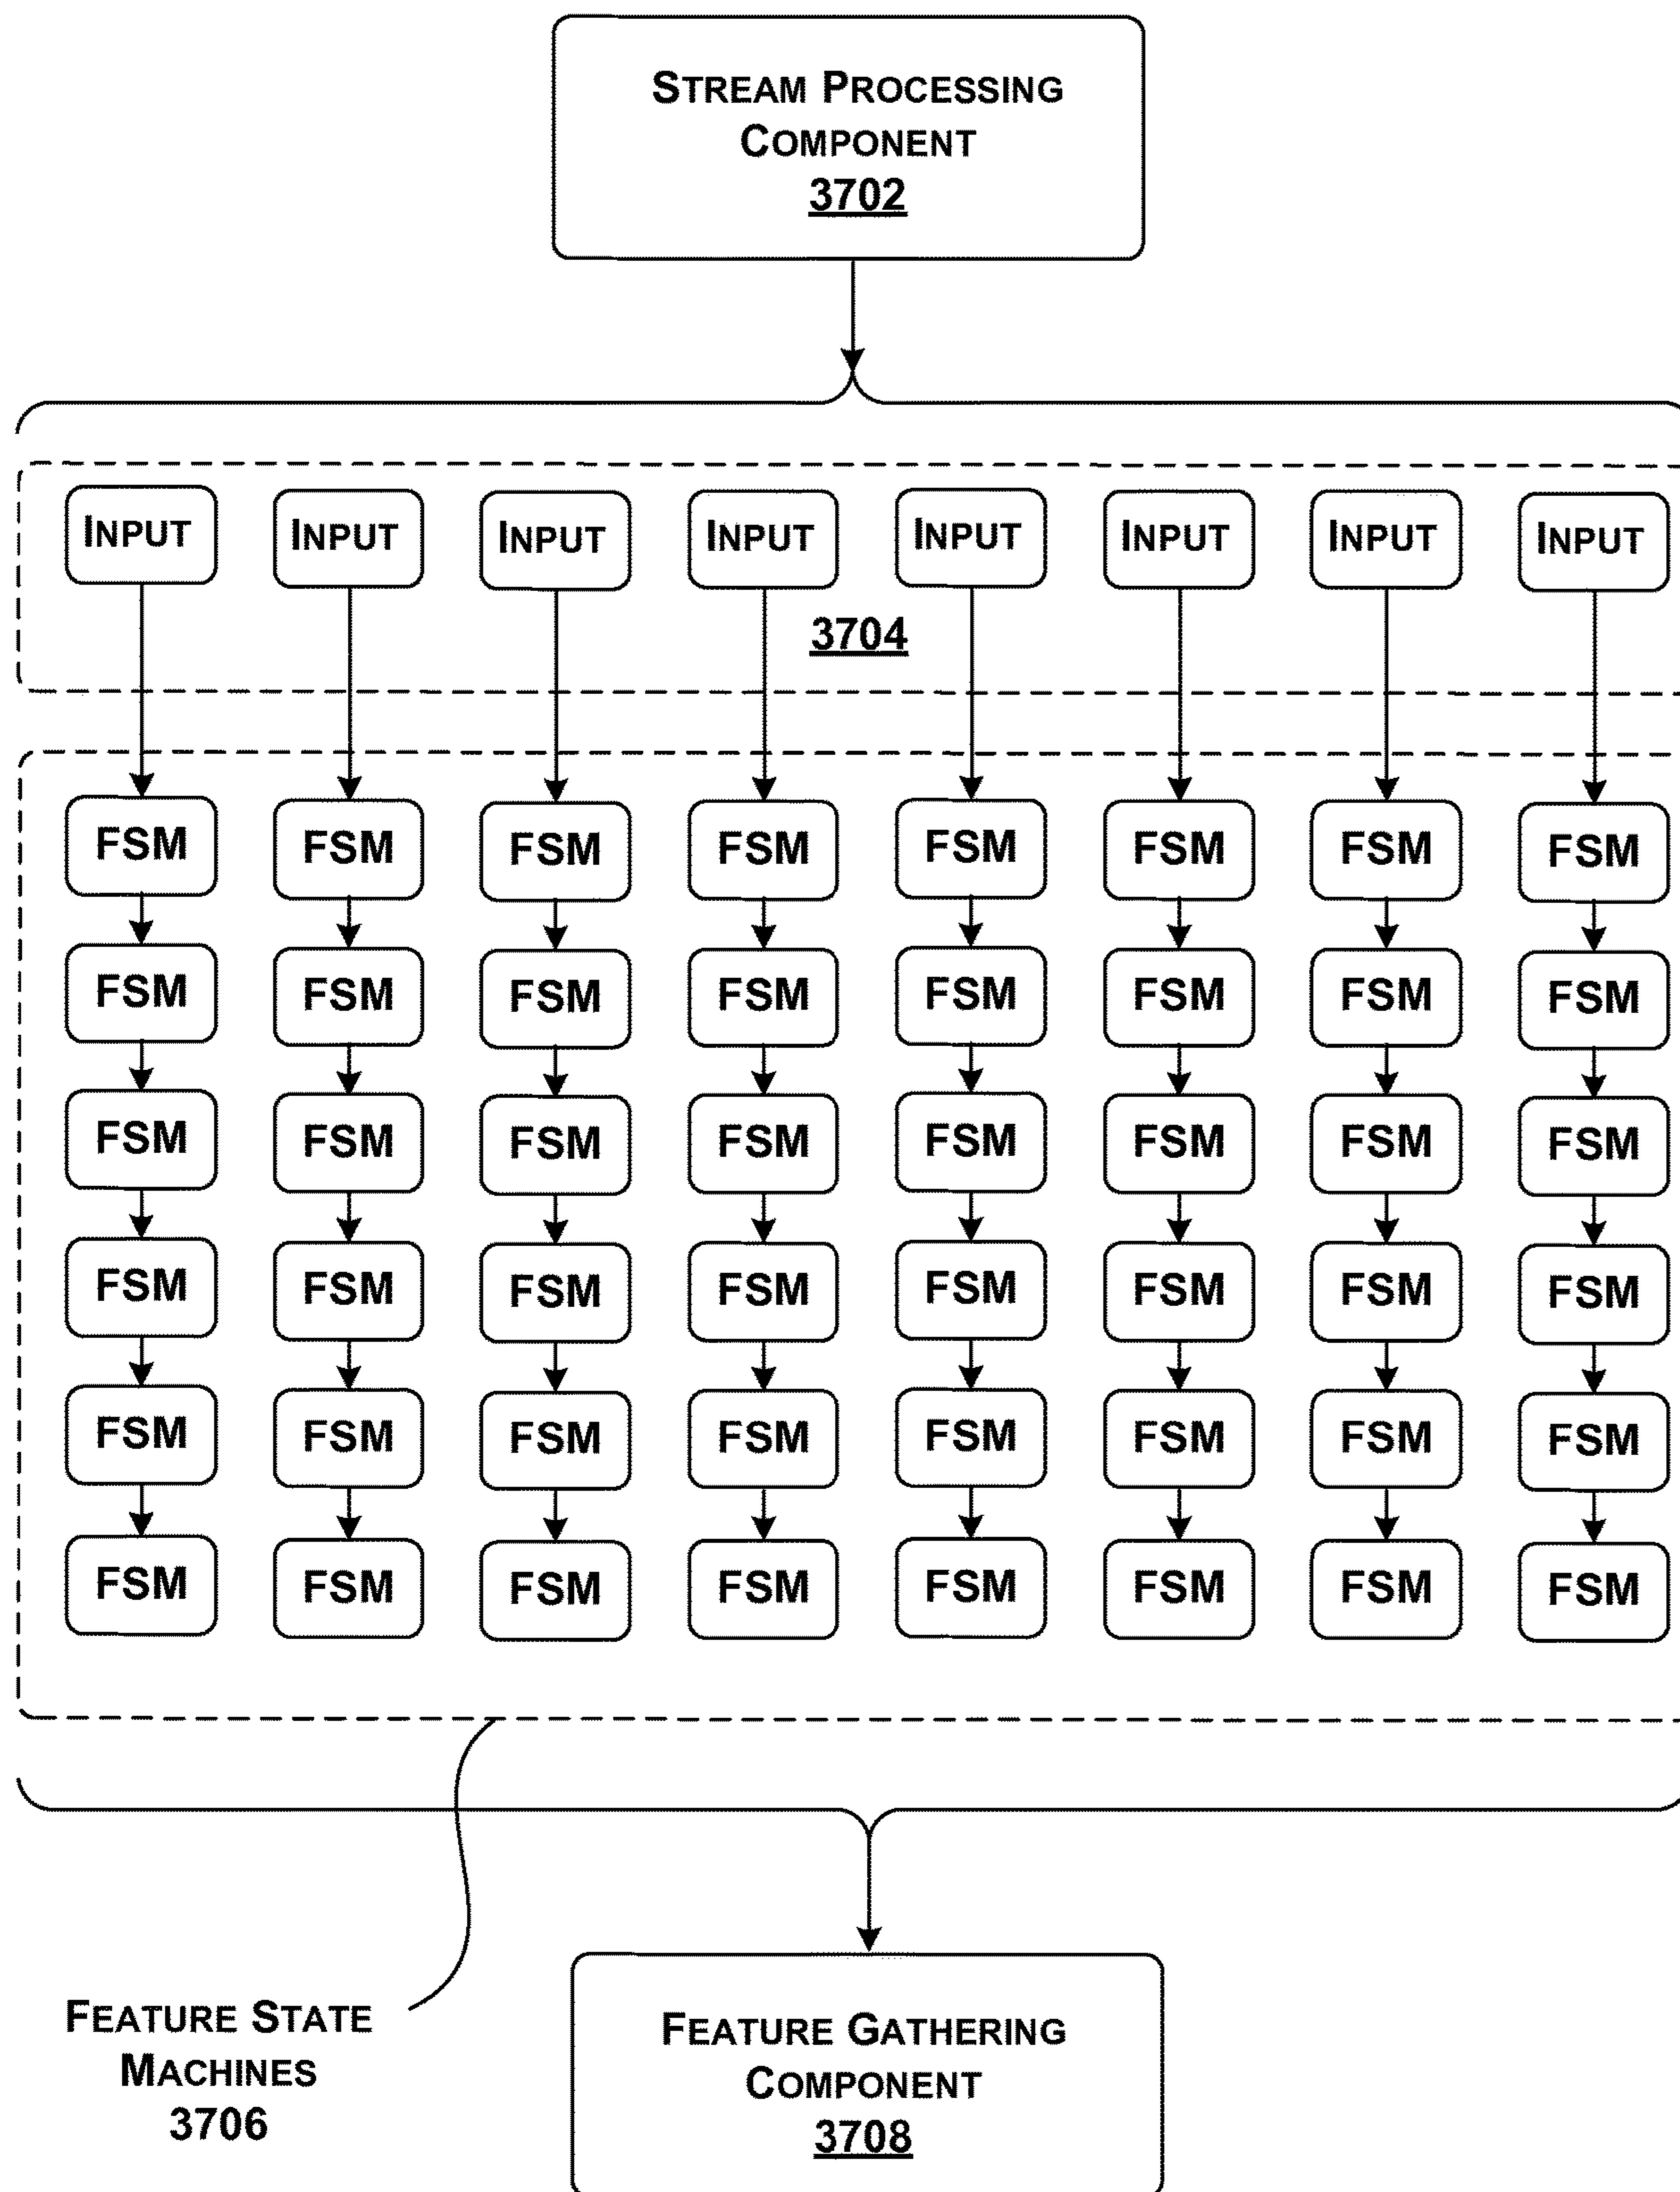 STREAM PROCESSING
COMPONENT
3702
INPUT INPUT INPUT INPUT INPUT INPUT INPUT INPUT
3704
FSM FSM FSM FSM FSM FSM FSM FSM
FSM FSM FSM FSM FSM FSM FSM FSM
FSM FSM FSM FSM FSM FSM FSM FSM
FSM FSM FSM FSM FSM FSM FSM FSM
FSM FSM FSM FSM FSM FSM FSM FSM
FSM FSM FSM FSM FSM FSM FSM FSM
FEATURE STATE
MACHINES
3706
FEATURE GATHERING
COMPONENT
3708